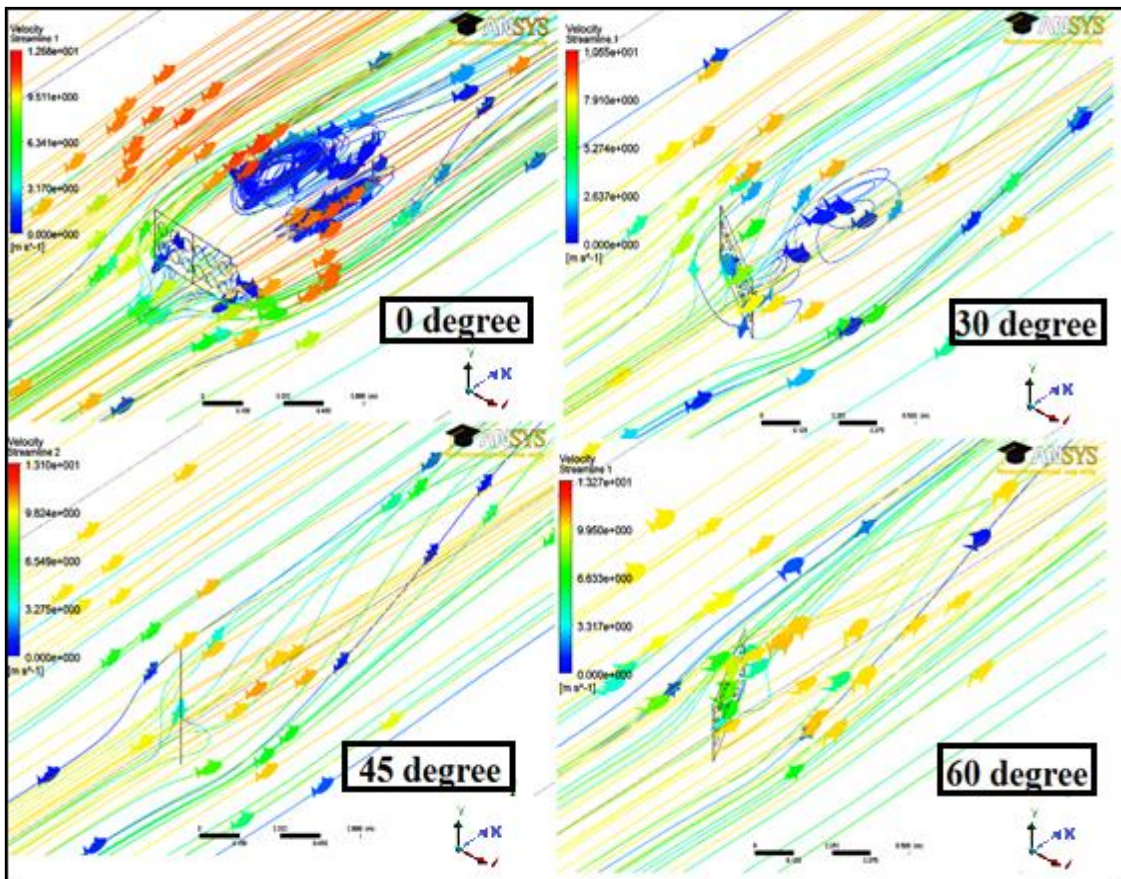 Velocity
Streamline 1
1.268e+001
9.511e+000
6.341e+000
3.170e+000
0.000e+000
[m s^-1]
ANSYS
0 degree
Y
X
Velocity
Streamline 1
1.055e+001
7.910e+000
5.274e+000
2.637e+000
0.000e+000
[m s^-1]
ANSYS
30 degree
Y
X
Velocity
Streamline 2
1.310e+001
9.824e+000
6.549e+000
3.275e+000
0.000e+000
[m s^-1]
ANSYS
45 degree
Y
X
Velocity
Streamline 1
1.327e+001
9.950e+000
6.633e+000
3.317e+000
0.000e+000
[m s^-1]
ANSYS
60 degree
Y
X